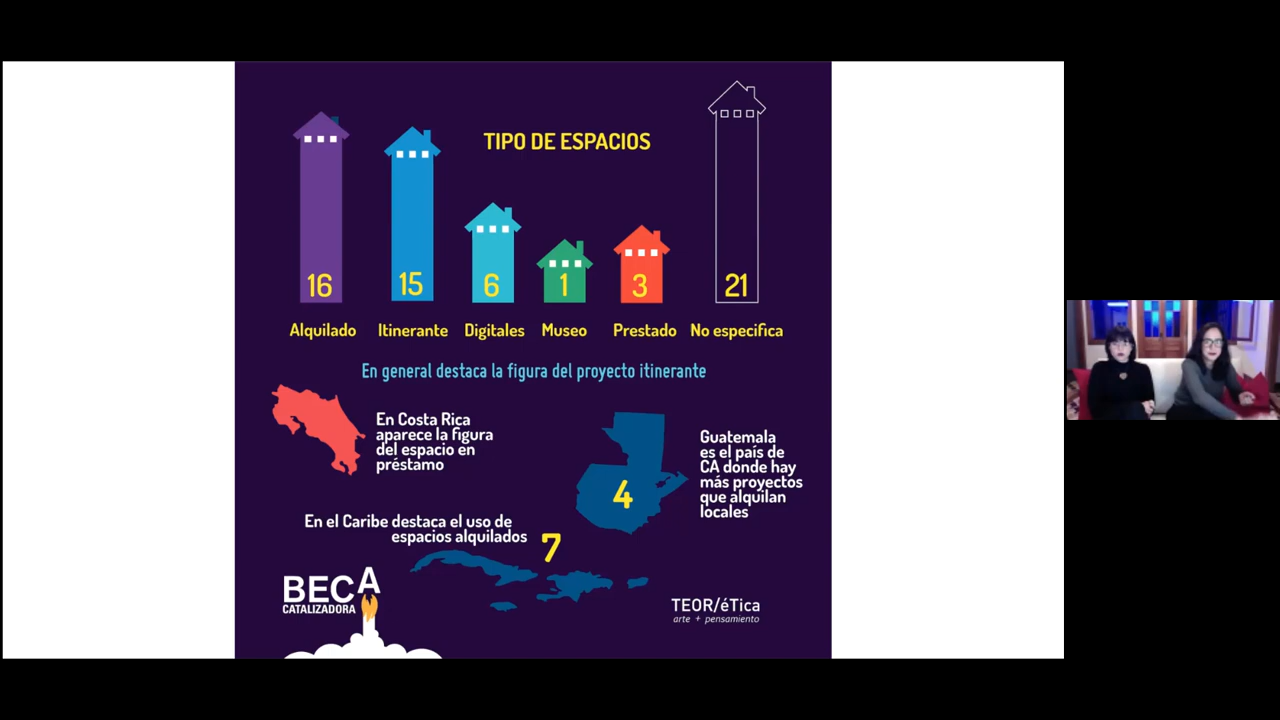 TIPO DE ESPACIOS
16
15
6
1
3
21
Alquilado
Itinerante
Digitales
Museo
Prestado
No especifica
En general destaca la figura del proyecto itinerante
En Costa Rica
aparece la figura
del espacio en
préstamo
Guatemala
es el país de
CA donde hay
más proyectos
que alquilan
locales
4
En el Caribe destaca el uso de
espacios alquilados
7
BECA
CATALIZADORA
TEOR/éTica
arte + pensamiento